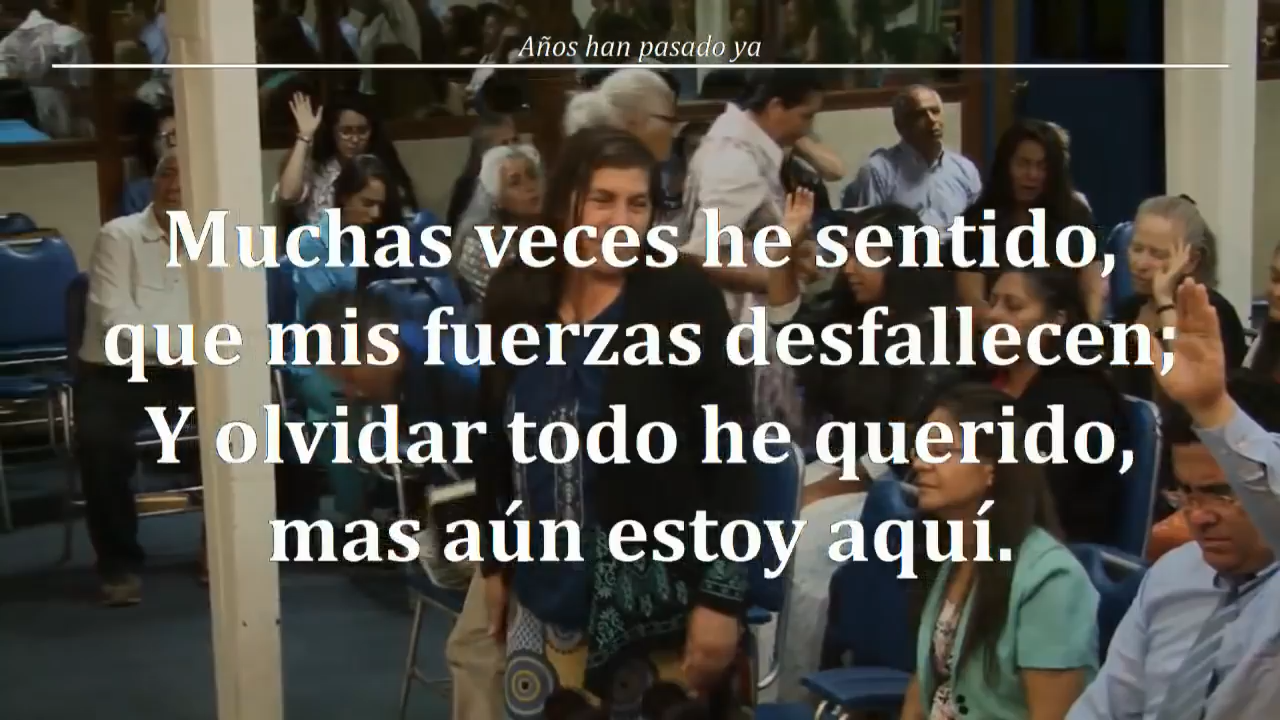 Años han pasado ya
Muchas veces he sentido,
que mis fuerzas desfallecen;
Y olvidar todo he querido,
mas aún estoy aquí.